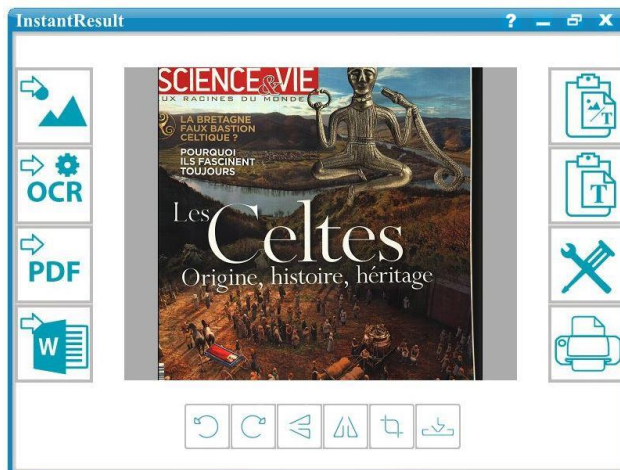 InstantResult
?
SCIENCE&VIE
UX RACINES DU MONDE
LA BRETAGNE
FAUX BASTION
CELTIQUE ?
POURQUOI
ILS FASCINENT
TOUJOURS
Les
Celtes
Origine, histoire, héritage
OCR
PDF
W
T
T